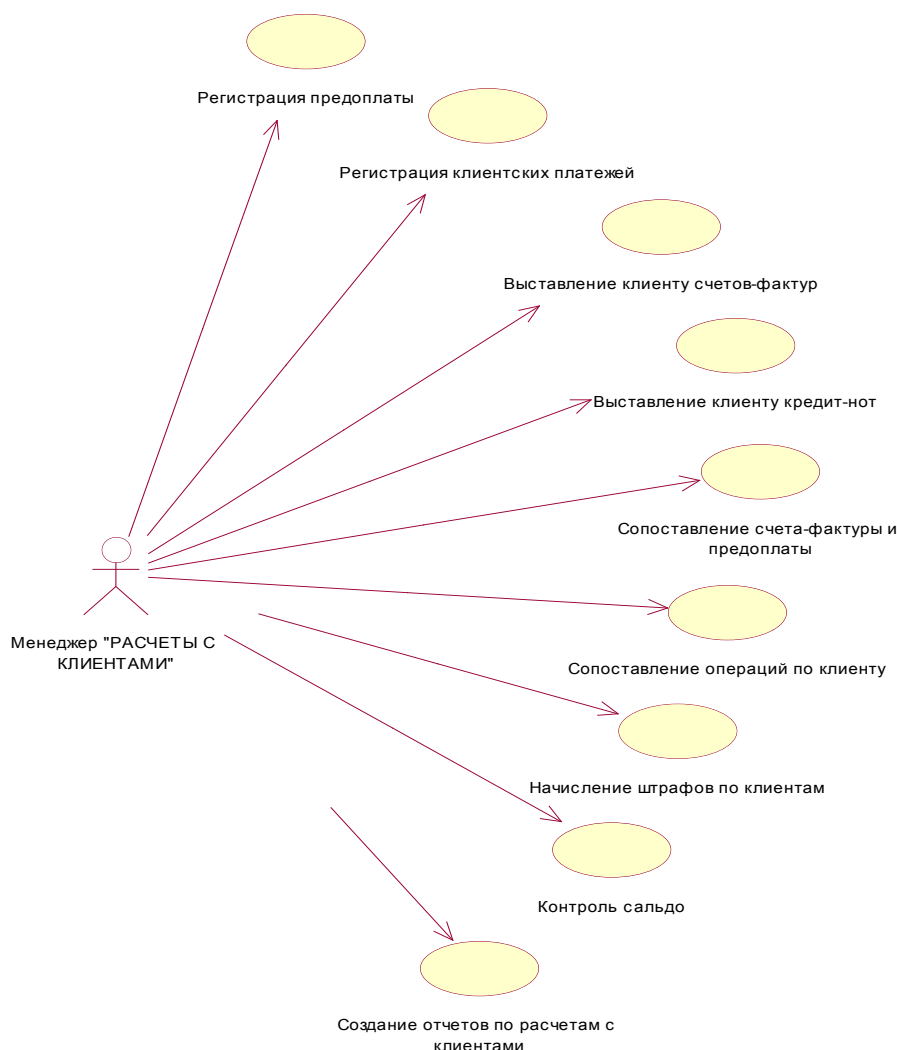 Регистрация предоплаты
Регистрация клиентских платежей
Выставление клиенту счетов-фактур
Выставление клиенту кредит-нот
Сопоставление счета-фактуры и
предоплаты
Менеджер "РАСЧЕТЫ С
КЛИЕНТАМИ"
Сопоставление операций по клиенту
Начисление штрафов по клиентам
Контроль сальдо
Создание отчетов по расчетам с
клиентами